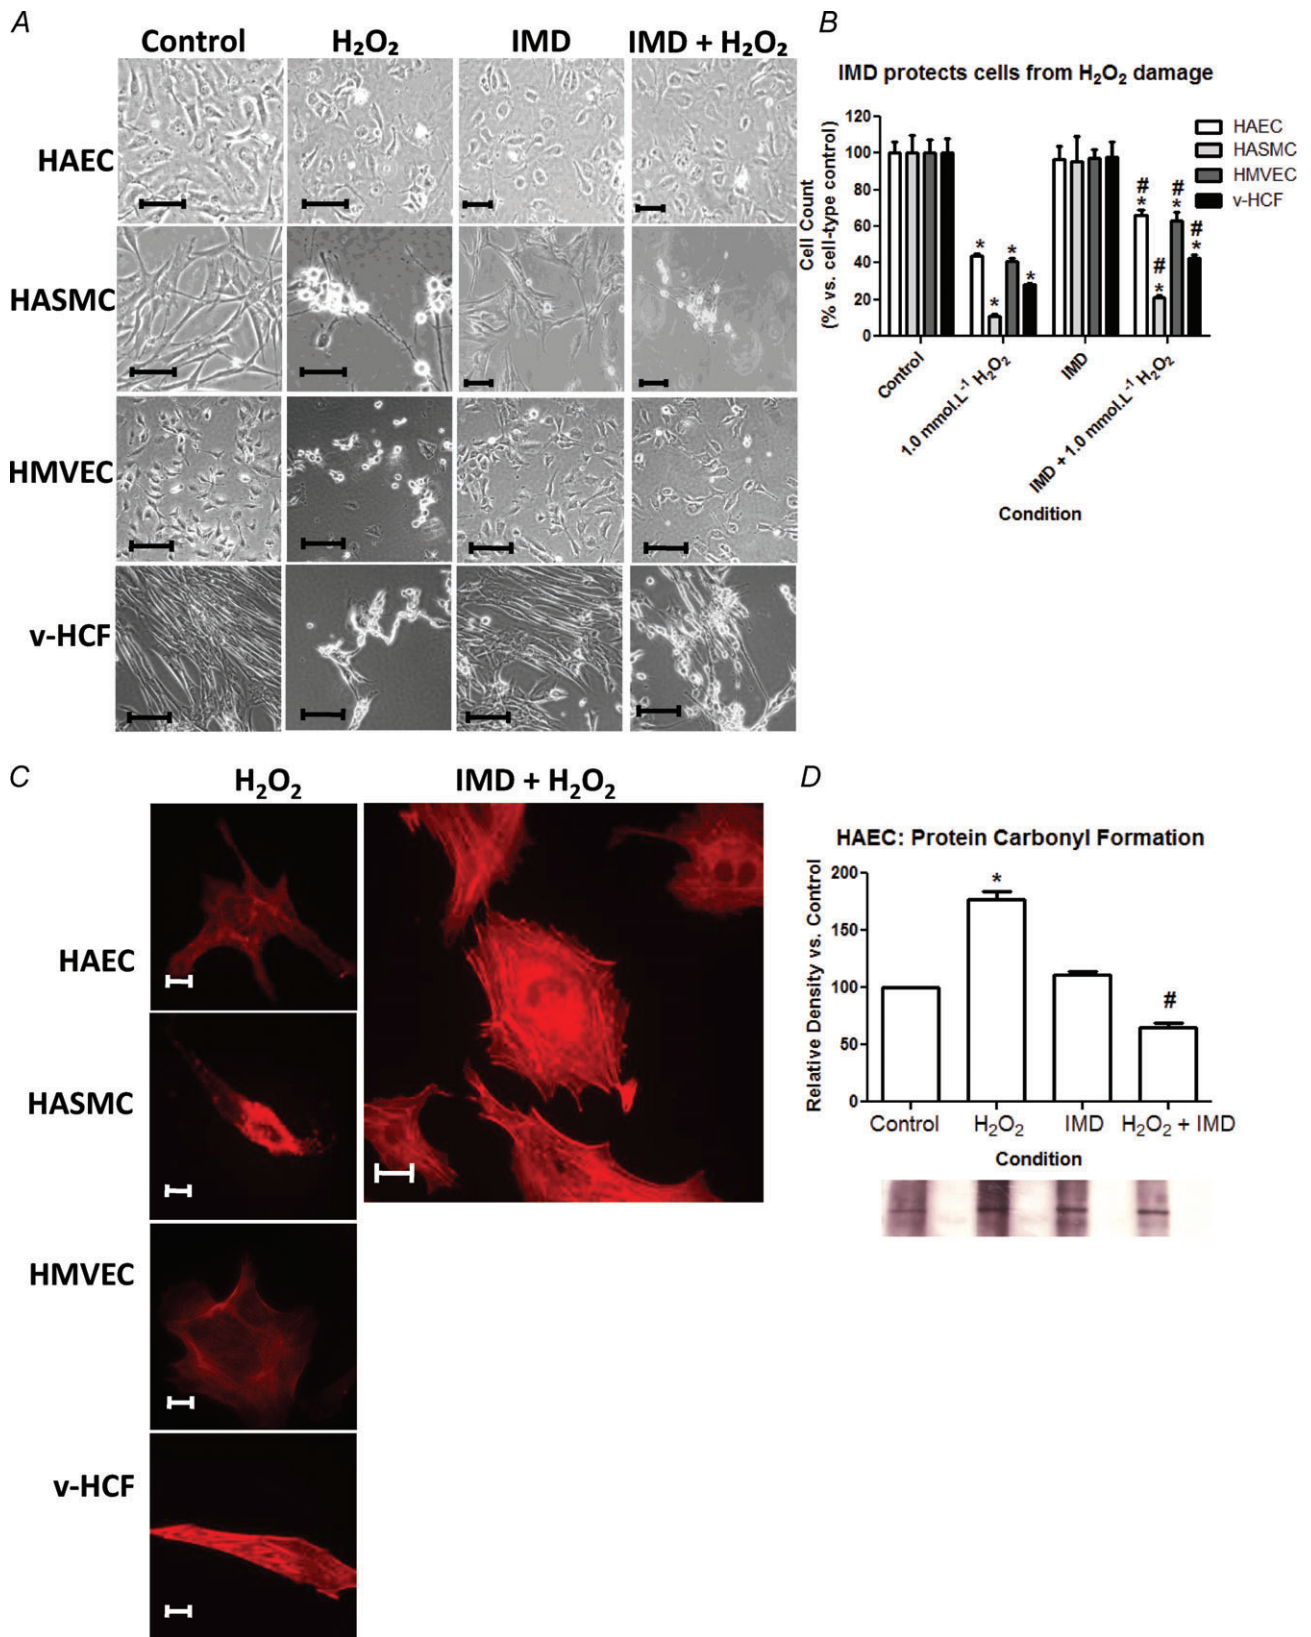 A
Control
H₂O₂
IMD
IMD + H₂O₂
HAEC
HASMC
HMVEC
v-HCF
B
IMD protects cells from H₂O₂ damage
Cell Count
(% vs. cell-type control)
120
100
80
60
40
20
0
* * * *
# # # #
* * * *
HAEC
HASMC
HMVEC
v-HCF
Control
1.0 mmol.L⁻¹ H₂O₂
IMD
IMD + 1.0 mmol.L⁻¹ H₂O₂
Condition
C
H₂O₂
IMD + H₂O₂
HAEC
HASMC
HMVEC
v-HCF
D
HAEC: Protein Carbonyl Formation
Relative Density vs. Control
200
150
100
50
0
*
#
Control
H₂O₂
IMD
H₂O₂ + IMD
Condition